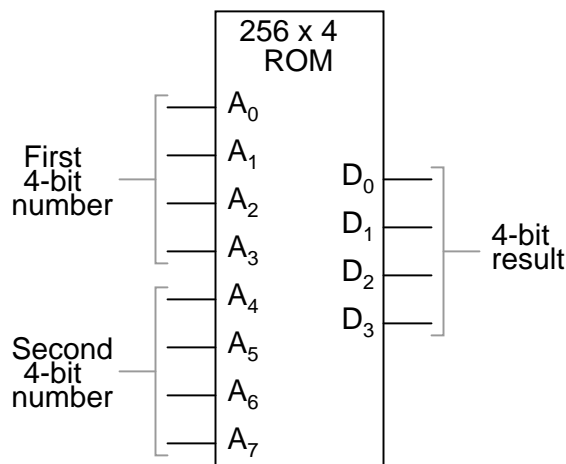 256 x 4
ROM
First
4-bit
number
A0
A1
A2
A3
Second
4-bit
number
A4
A5
A6
A7
D0
D1
D2
D3
4-bit
result